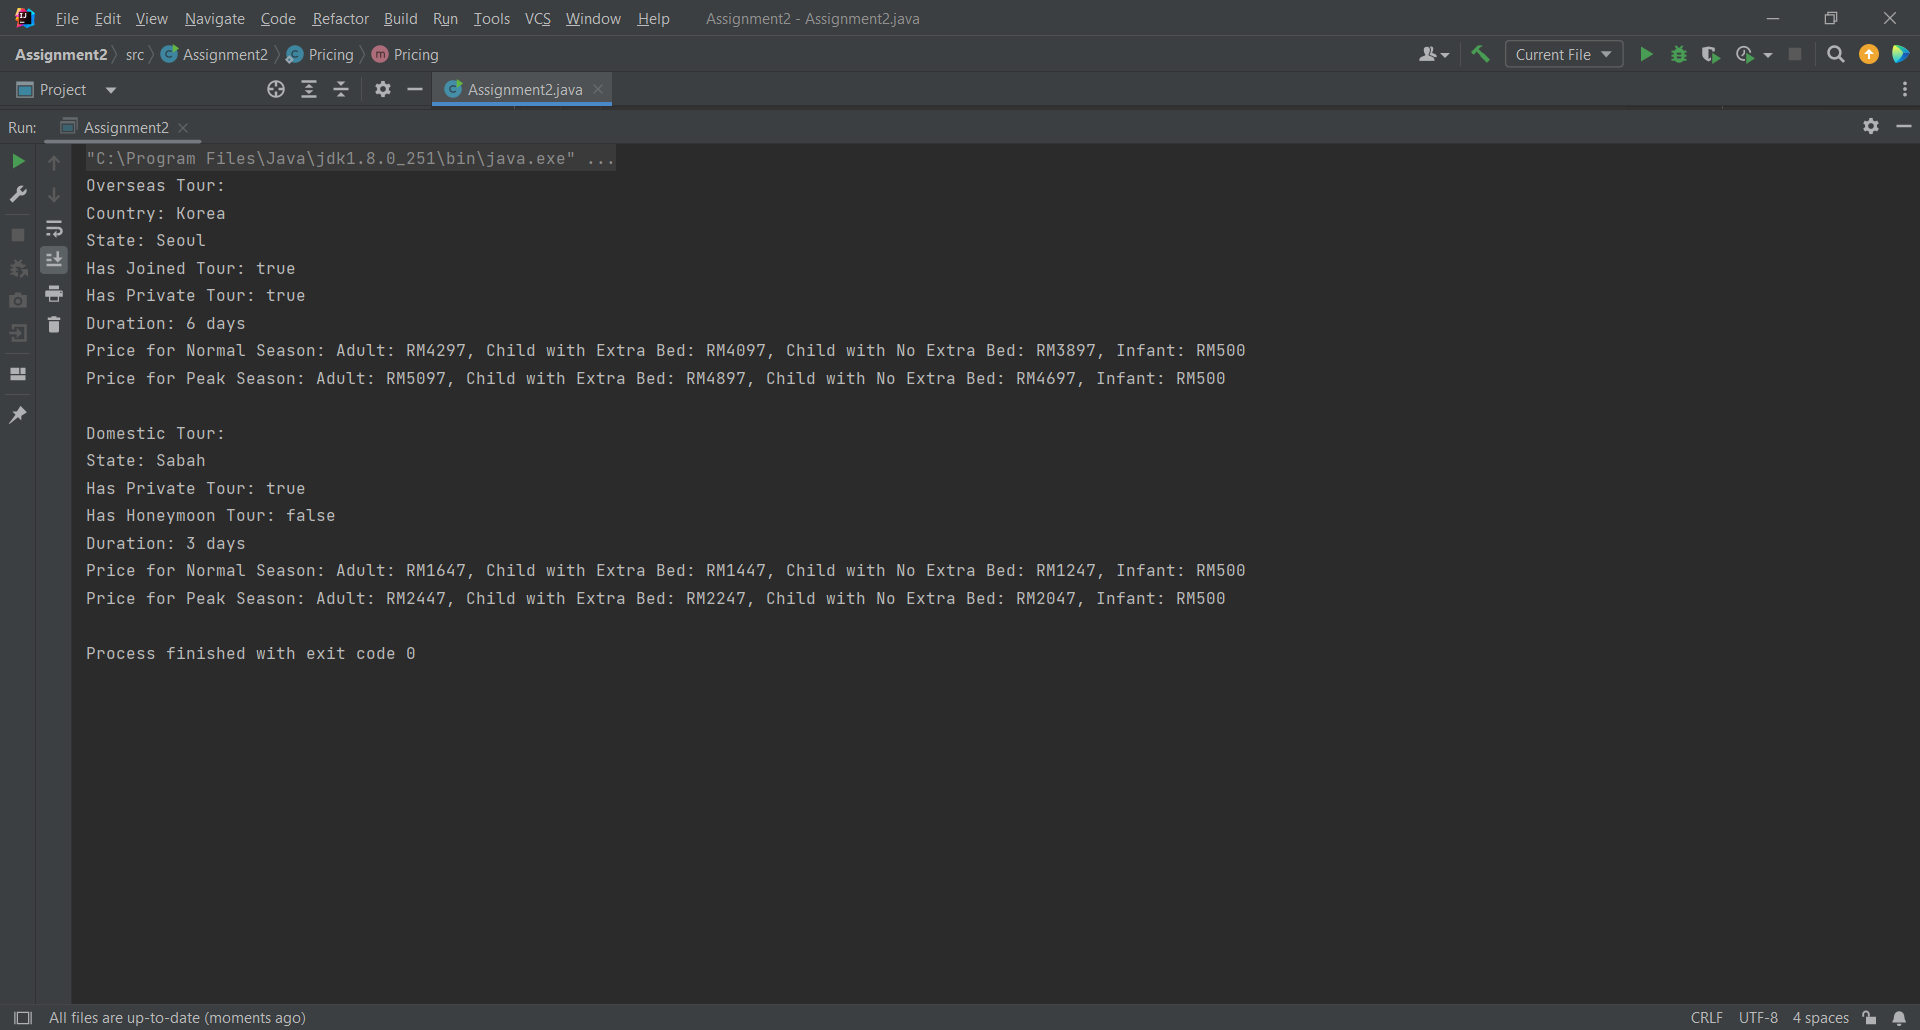 File Edit View Navigate Code Refactor Build Run Tools VCS Window Help Assignment2 - Assignment2.java
Assignment2 src Assignment2 Pricing Pricing Current File
Project Assignment2.java
Run: Assignment2
"C:\Program Files\Java\jdk1.8.0_251\bin\java.exe" ...
Overseas Tour:
Country: Korea
State: Seoul
Has Joined Tour: true
Has Private Tour: true
Duration: 6 days
Price for Normal Season: Adult: RM4297, Child with Extra Bed: RM4097, Child with No Extra Bed: RM3897, Infant: RM500
Price for Peak Season: Adult: RM5097, Child with Extra Bed: RM4897, Child with No Extra Bed: RM4697, Infant: RM500
Domestic Tour:
State: Sabah
Has Private Tour: true
Has Honeymoon Tour: false
Duration: 3 days
Price for Normal Season: Adult: RM1647, Child with Extra Bed: RM1447, Child with No Extra Bed: RM1247, Infant: RM500
Price for Peak Season: Adult: RM2447, Child with Extra Bed: RM2247, Child with No Extra Bed: RM2047, Infant: RM500
Process finished with exit code 0
All files are up-to-date (moments ago) CRLF UTF-8 4 spaces